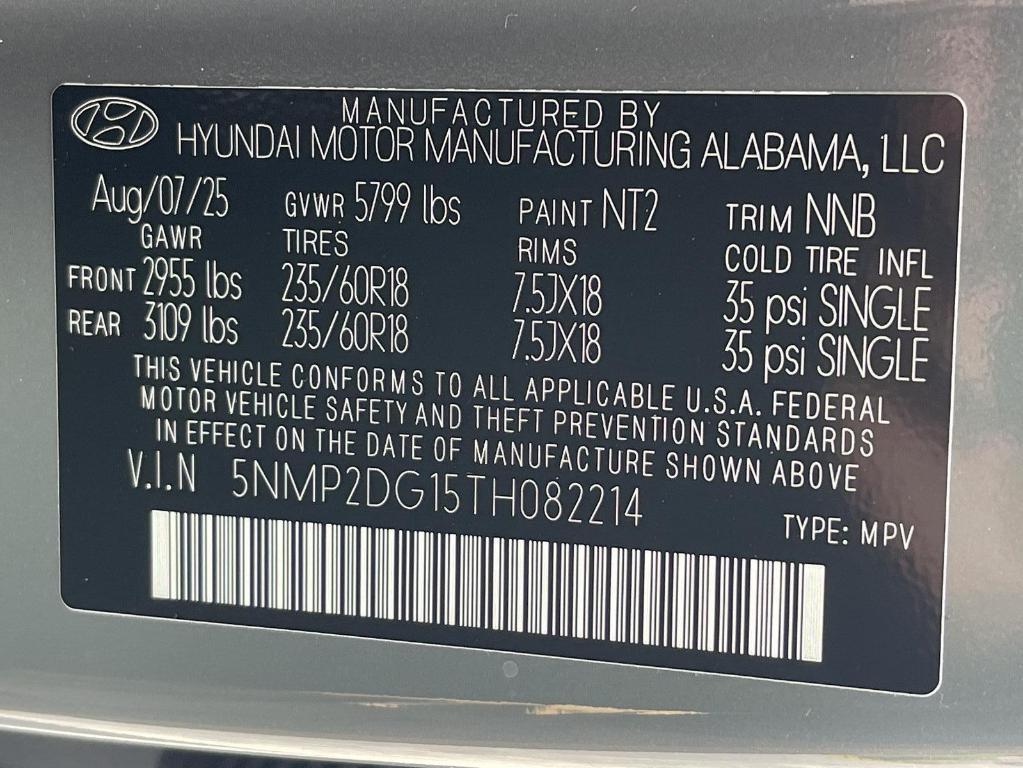 MANUFACTURED BY
HYUNDAI MOTOR MANUFACTURING ALABAMA, LLC
Aug/07/25 GVWR 5799 lbs PAINT NT2 TRIM NNB
GAWR TIRES RIMS COLD TIRE INFL
FRONT 2955 lbs 235/60R18 7.5JX18 35 psi SINGLE
REAR 3109 lbs 235/60R18 7.5JX18 35 psi SINGLE
THIS VEHICLE CONFORMS TO ALL APPLICABLE U.S.A. FEDERAL
MOTOR VEHICLE SAFETY AND THEFT PREVENTION STANDARDS
IN EFFECT ON THE DATE OF MANUFACTURE SHOWN ABOVE
V.I.N 5NMP2DG15TH082214
TYPE: MPV